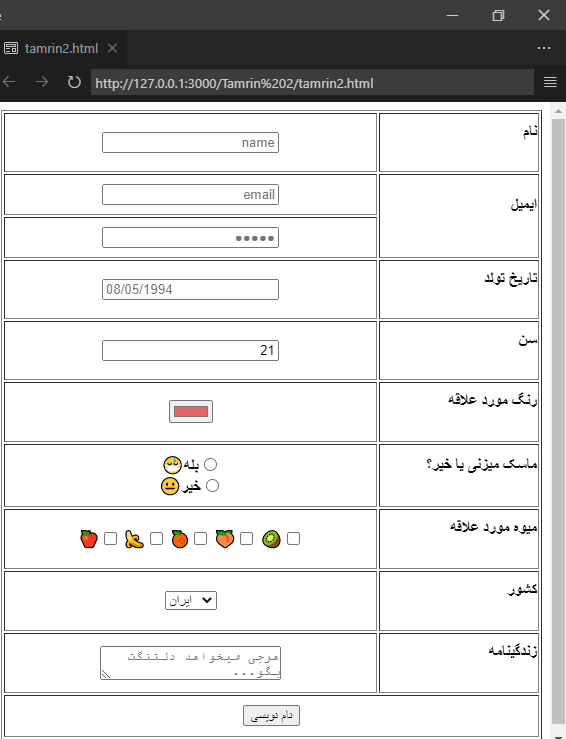 tamrin2.html
http://127.0.0.1:3000/Tamrin%202/tamrin2.html
نام
name
ایمیل
email
•••••
تاریخ تولد
08/05/1994
سن
21
رنگ مورد علاقه
ماسک میزنی یا خیر؟
بله
خیر
میوه مورد علاقه
کشور
ایران
زندگینامه
هرچی میخواهد دلتنگت
بگو...
نام نویسی